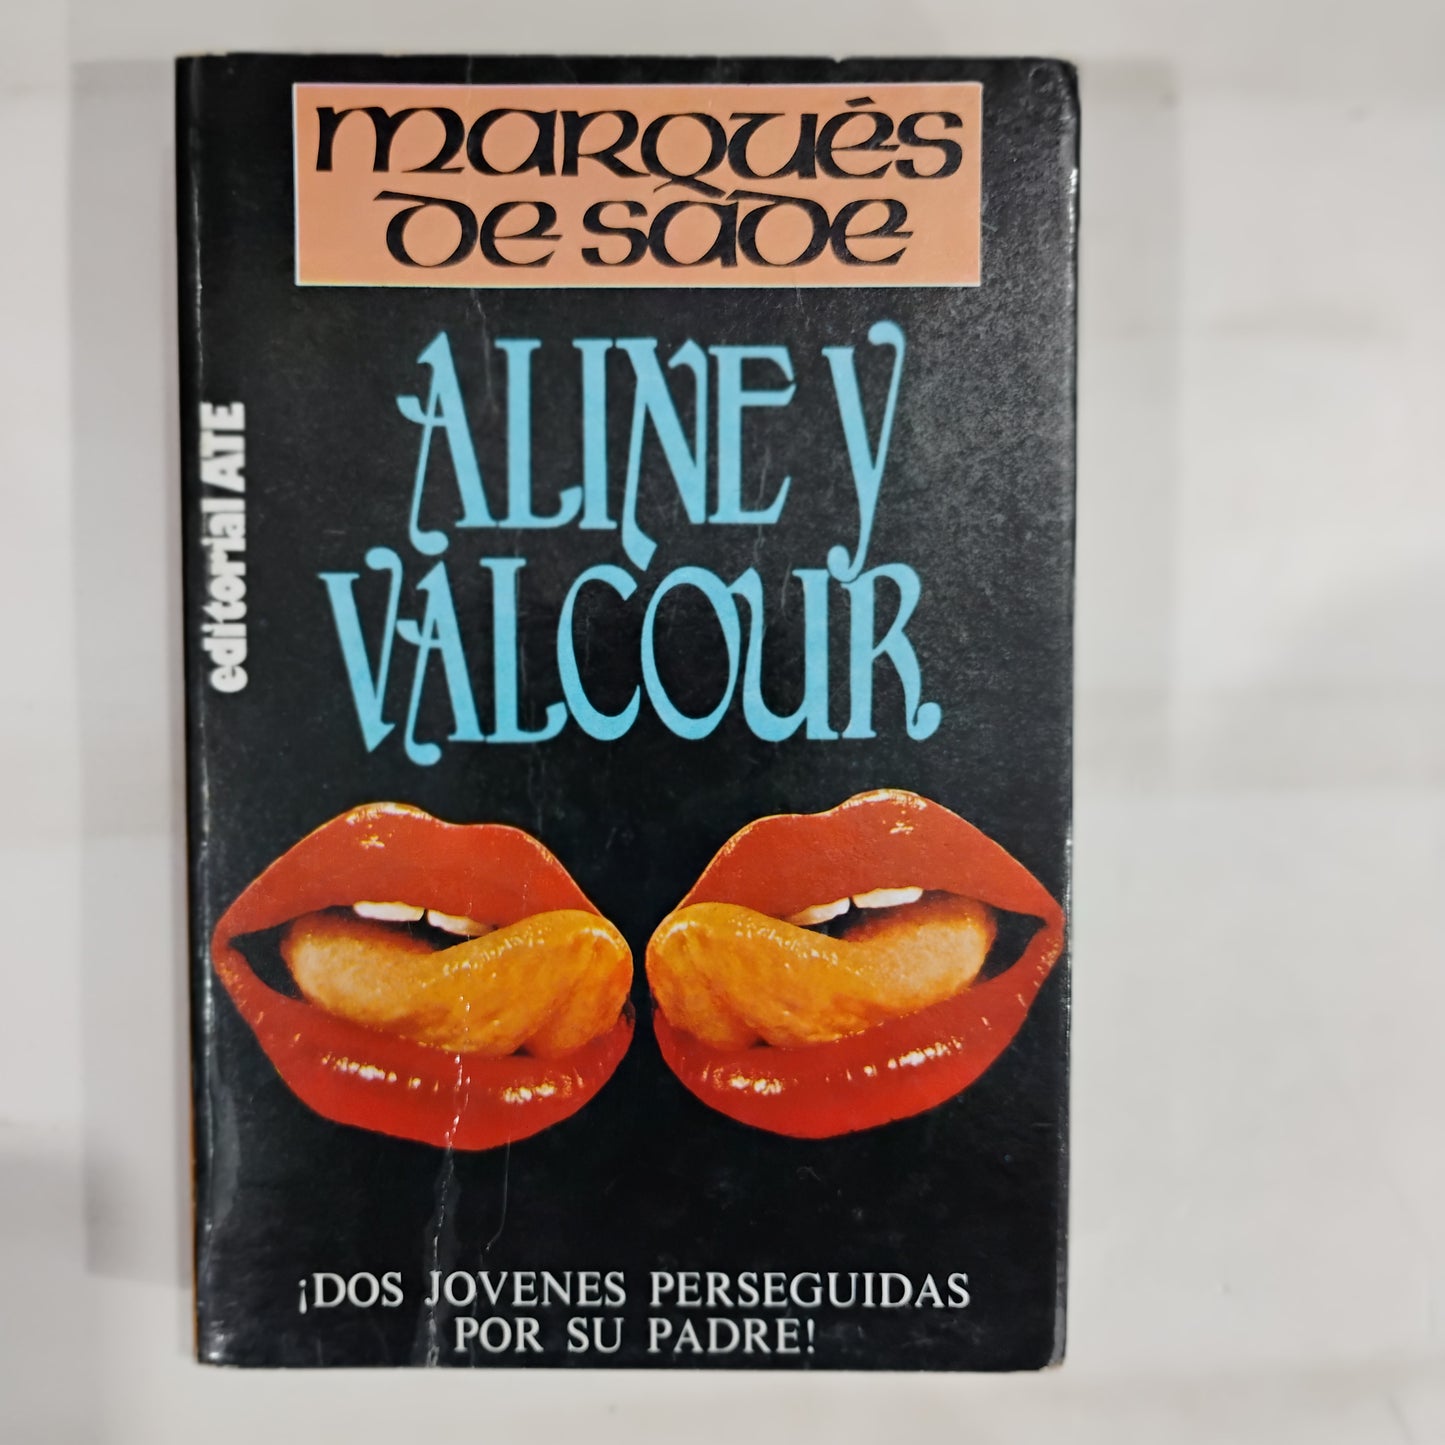 MARQUÉS
DE SADE
ALINE Y
VALCOUR
editorial ATE
¡DOS JOVENES PERSEGUIDAS
POR SU PADRE!